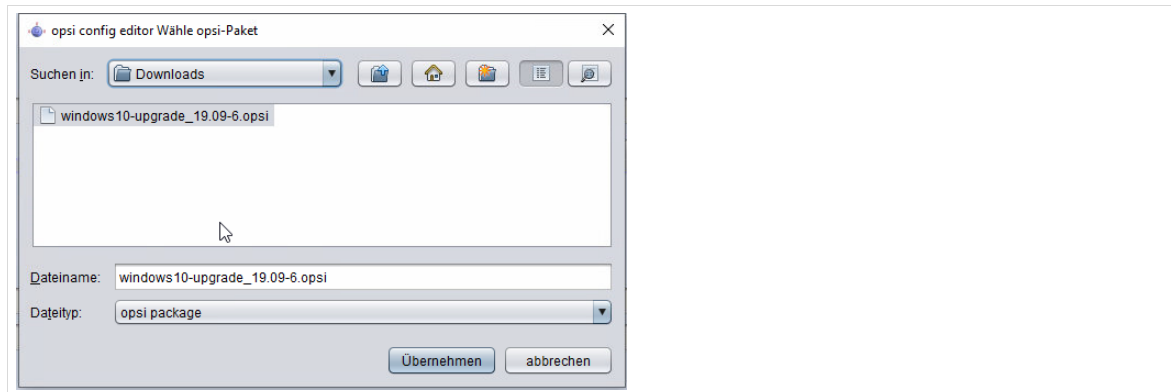 opsi config editor Wähle opsi-Paket
Suchen in: Downloads
windows10-upgrade_19.09-6.opsi
Dateiname: windows10-upgrade_19.09-6.opsi
Dateityp: opsi package
Übernehmen abbrechen